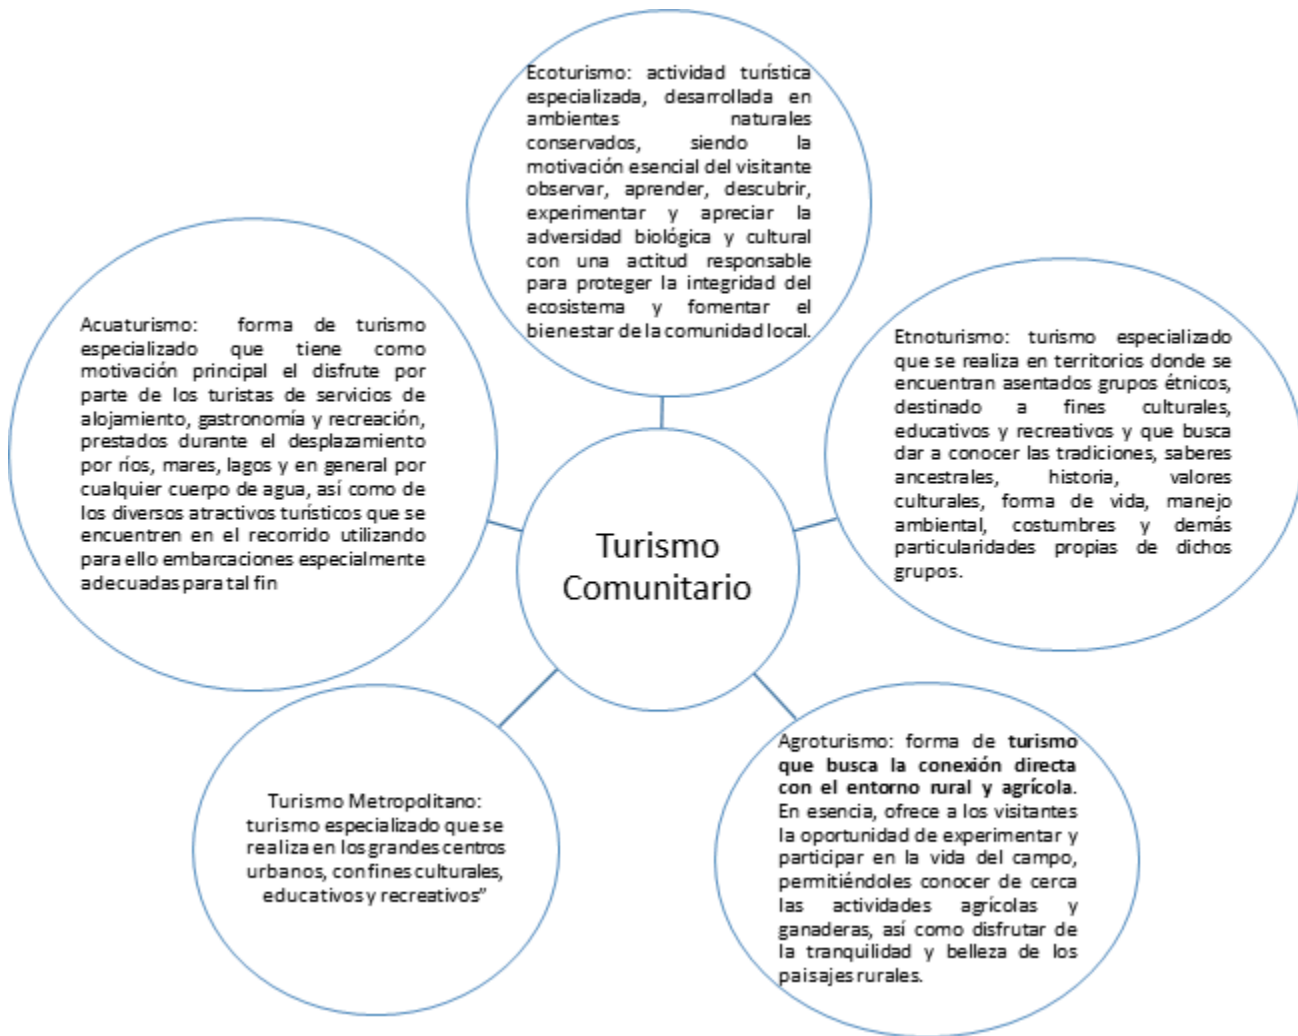 Ecoturismo: actividad turística
especializada, desarrollada en
ambientes naturales
conservados, siendo la
motivación esencial del visitante
observar, aprender, descubrir,
experimentar y apreciar la
adversidad biológica y cultural
con una actitud responsable
para proteger la integridad del
ecosistema y fomentar el
bienestar de la comunidad local.
Acuaturismo: forma de turismo
especializado que tiene como
motivación principal el disfrute por
parte de los turistas de servicios de
alojamiento, gastronomía y recreación,
prestados durante el desplazamiento
por ríos, mares, lagos y en general por
cualquier cuerpo de agua, así como de
los diversos atractivos turísticos que se
encuentren en el recorrido utilizando
para ello embarcaciones especialmente
adecuadas para tal fin
Etnoturismo: turismo especializado
que se realiza en territorios donde se
encuentran asentados grupos étnicos,
destinado a fines culturales,
educativos y recreativos y que busca
dar a conocer las tradiciones, saberes
ancestrales, historia, valores
culturales, forma de vida, manejo
ambiental, costumbres y demás
particularidades propias de dichos
grupos.
Turismo
Comunitario
Turismo Metropolitano:
turismo especializado que se
realiza en los grandes centros
urbanos, con fines culturales,
educativos y recreativos”
Agroturismo: forma de turismo
que busca la conexión directa
con el entorno rural y agrícola.
En esencia, ofrece a los visitantes
la oportunidad de experimentar y
participar en la vida del campo,
permitiéndoles conocer de cerca
las actividades agrícolas y
ganaderas, así como disfrutar de
la tranquilidad y belleza de los
paisajes rurales.